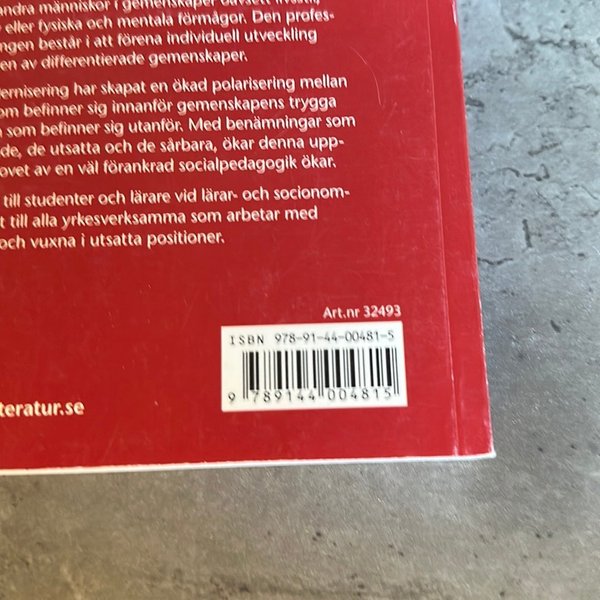 andra människor i gemenskaper oavsett livsstil,
eller fysiska och mentala förmågor. Den profes-
ngen består i att förena individuell utveckling
en av differentierade gemenskaper.
ernisering har skapat en ökad polarisering mellan
om befinner sig innanför gemenskapens trygga
som befinner sig utanför. Med benämningar som
de, de utsatta och de sårbara, ökar denna upp-
ovet av en väl förankrad socialpedagogik ökar.
till studenter och lärare vid lärar- och socionom-
t till alla yrkesverksamma som arbetar med
och vuxna i utsatta positioner.
Art.nr 32493
ISBN 978-91-44-00481-5
9 789144 004815
teratur.se